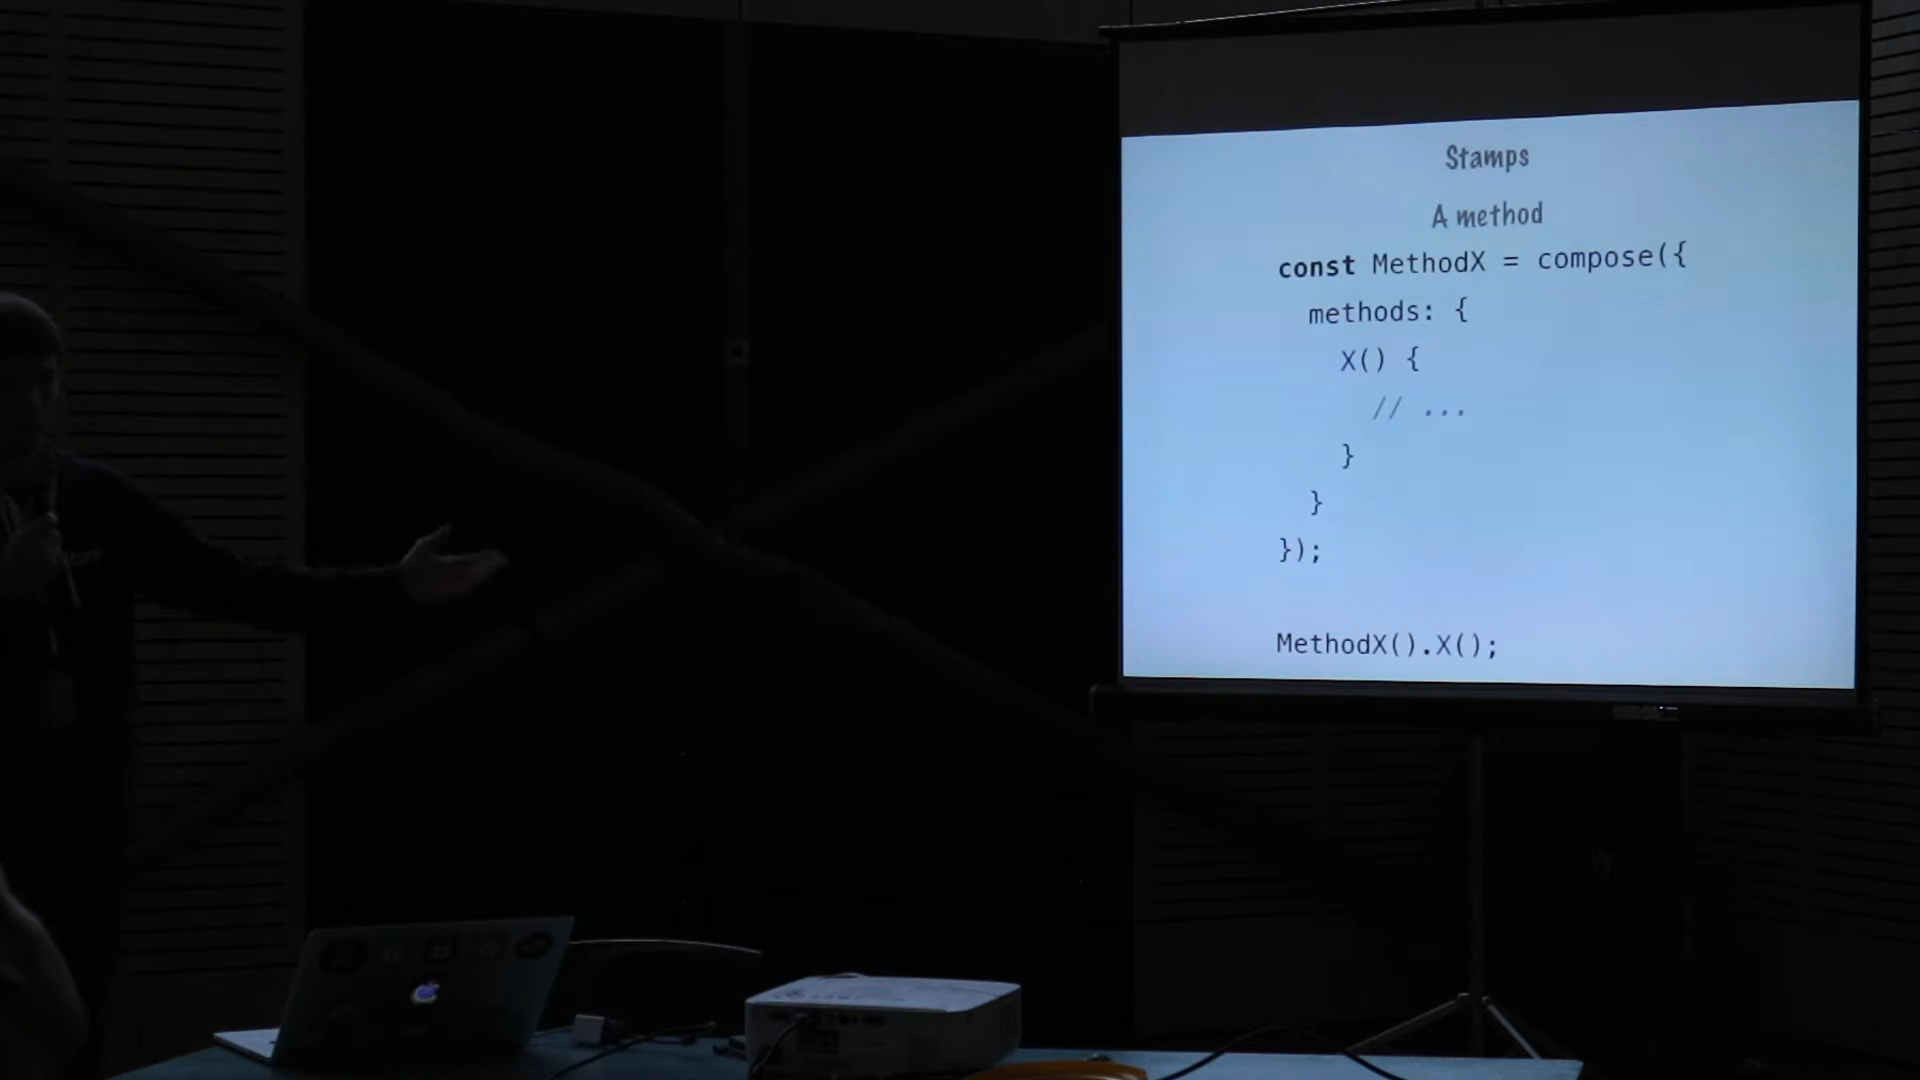 Stamps
A method
const MethodX = compose({
methods: {
X() {
// ...
}
}
});
MethodX().X();